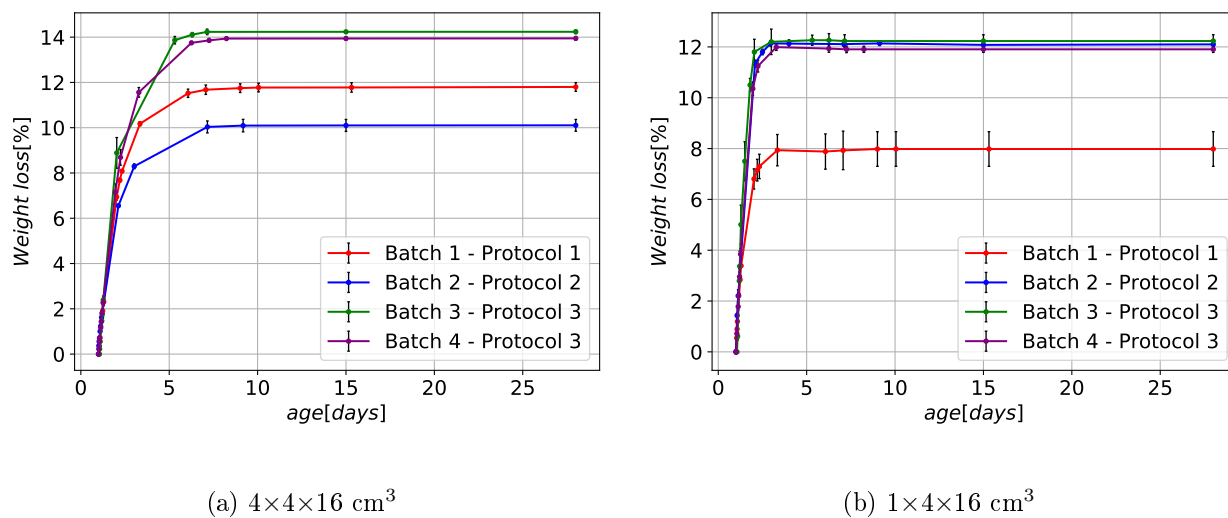 14
12
10
8
6
4
2
0
Weight loss[%]
0 5 10 15 20 25
age[days]
Batch 1 - Protocol 1
Batch 2 - Protocol 2
Batch 3 - Protocol 3
Batch 4 - Protocol 3
(a) 4×4×16 cm³
12
10
8
6
4
2
0
Weight loss[%]
0 5 10 15 20 25
age[days]
Batch 1 - Protocol 1
Batch 2 - Protocol 2
Batch 3 - Protocol 3
Batch 4 - Protocol 3
(b) 1×4×16 cm³